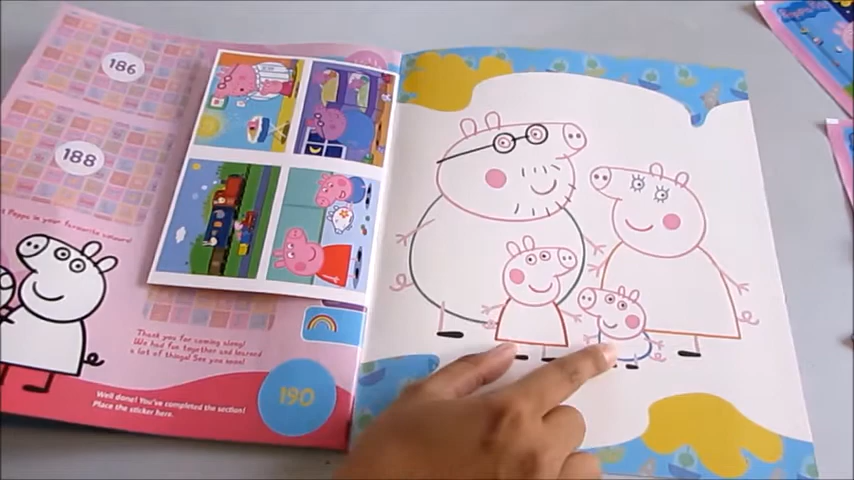 186
188
Peppa in your favourite colours!
Thank you for coming along!
We had fun together and learned
a lot of things! See you soon!
Well done! You've completed the section!
Place the sticker here.
190